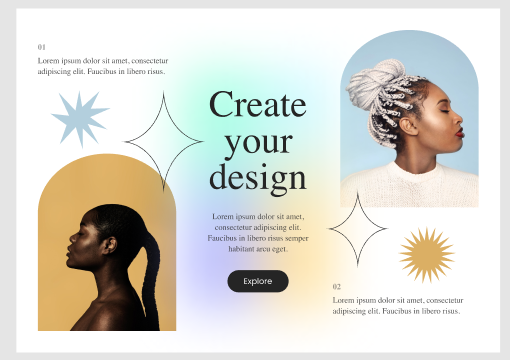 01
Lorem ipsum dolor sit amet, consectetur
adipiscing elit. Faucibus in libero risus.
Create
your
design
Lorem ipsum dolor sit amet,
consectetur adipiscing elit.
Faucibus in libero risus semper
habitant arcu eget.
Explore
02
Lorem ipsum dolor sit amet, consectetur
adipiscing elit. Faucibus in libero risus.